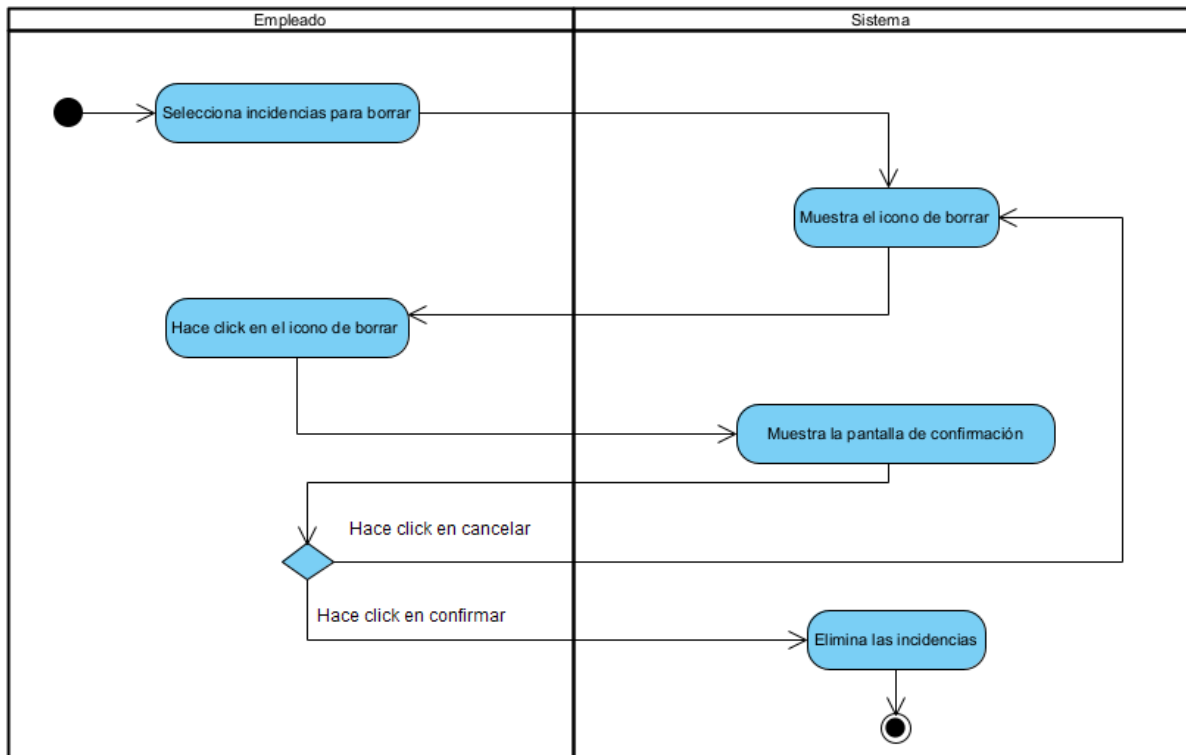 Empleado
Sistema
Selecciona incidencias para borrar
Muestra el icono de borrar
Hace click en el icono de borrar
Muestra la pantalla de confirmación
Hace click en cancelar
Hace click en confirmar
Elimina las incidencias